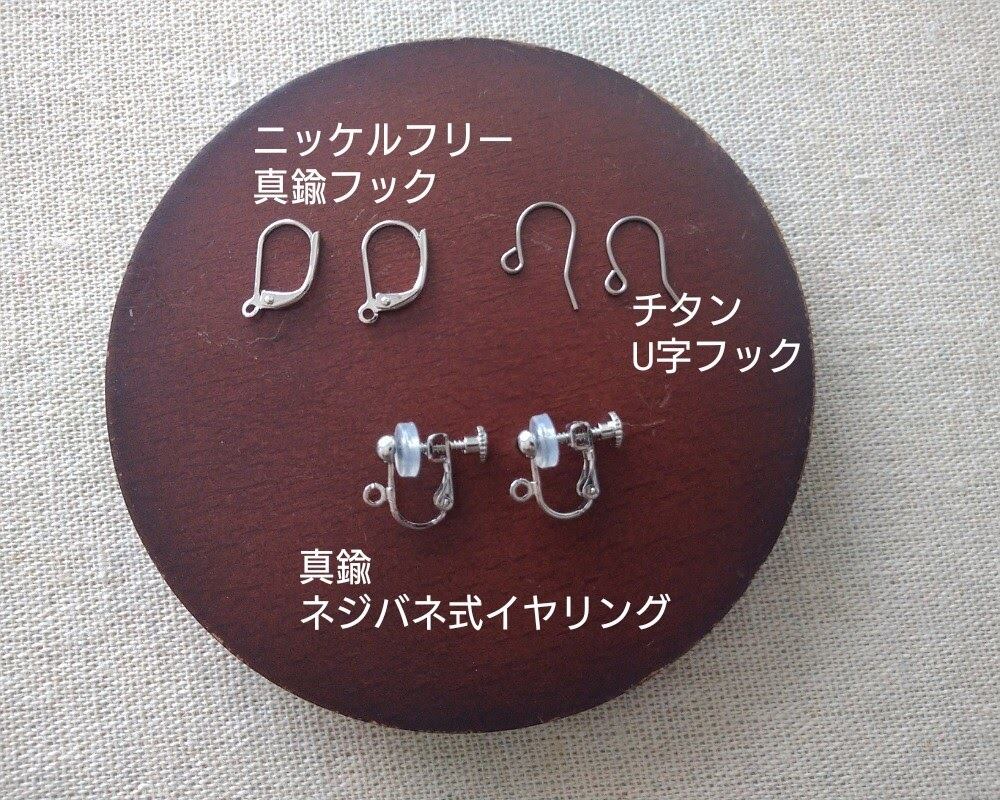 ニッケルフリー
真鍮フック
チタン
U字フック
真鍮
ネジバネ式イヤリング